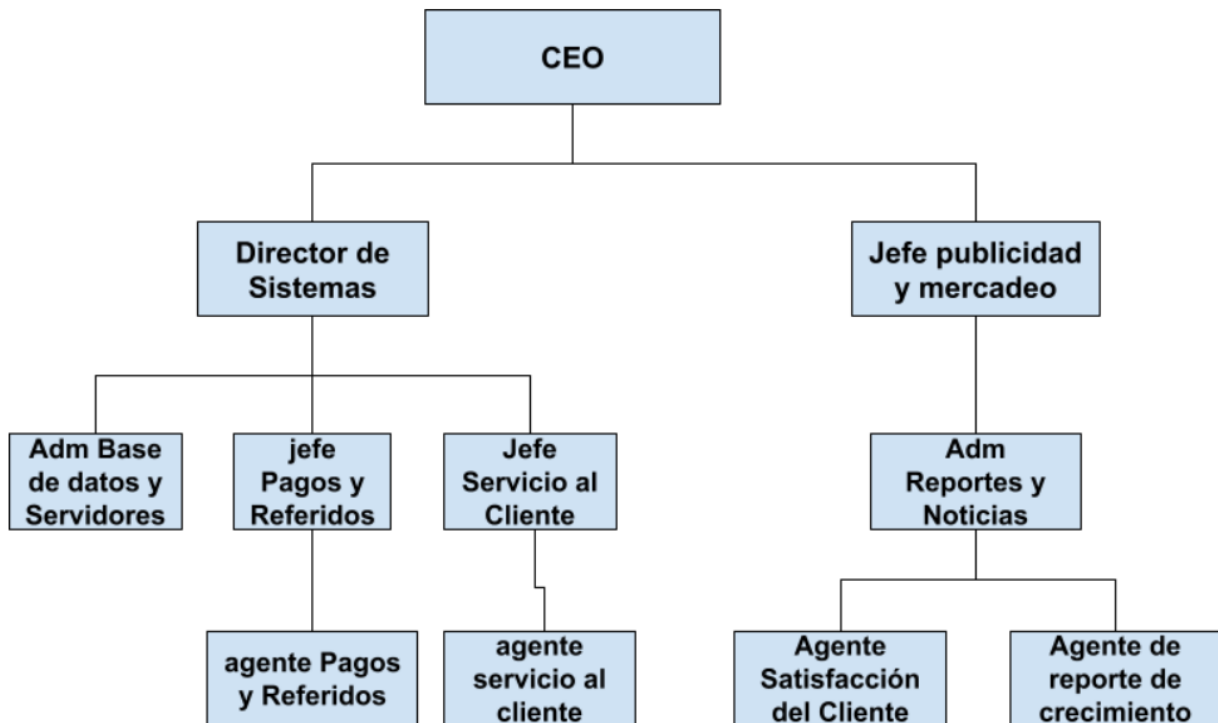 CEO
Director de
Sistemas
Jefe publicidad
y mercadeo
Adm Base
de datos y
Servidores
jefe
Pagos y
Referidos
Jefe
Servicio al
Cliente
Adm
Reportes y
Noticias
agente Pagos
y Referidos
agente
servicio al
cliente
Agente
Satisfacción
del Cliente
Agente de
reporte de
crecimiento